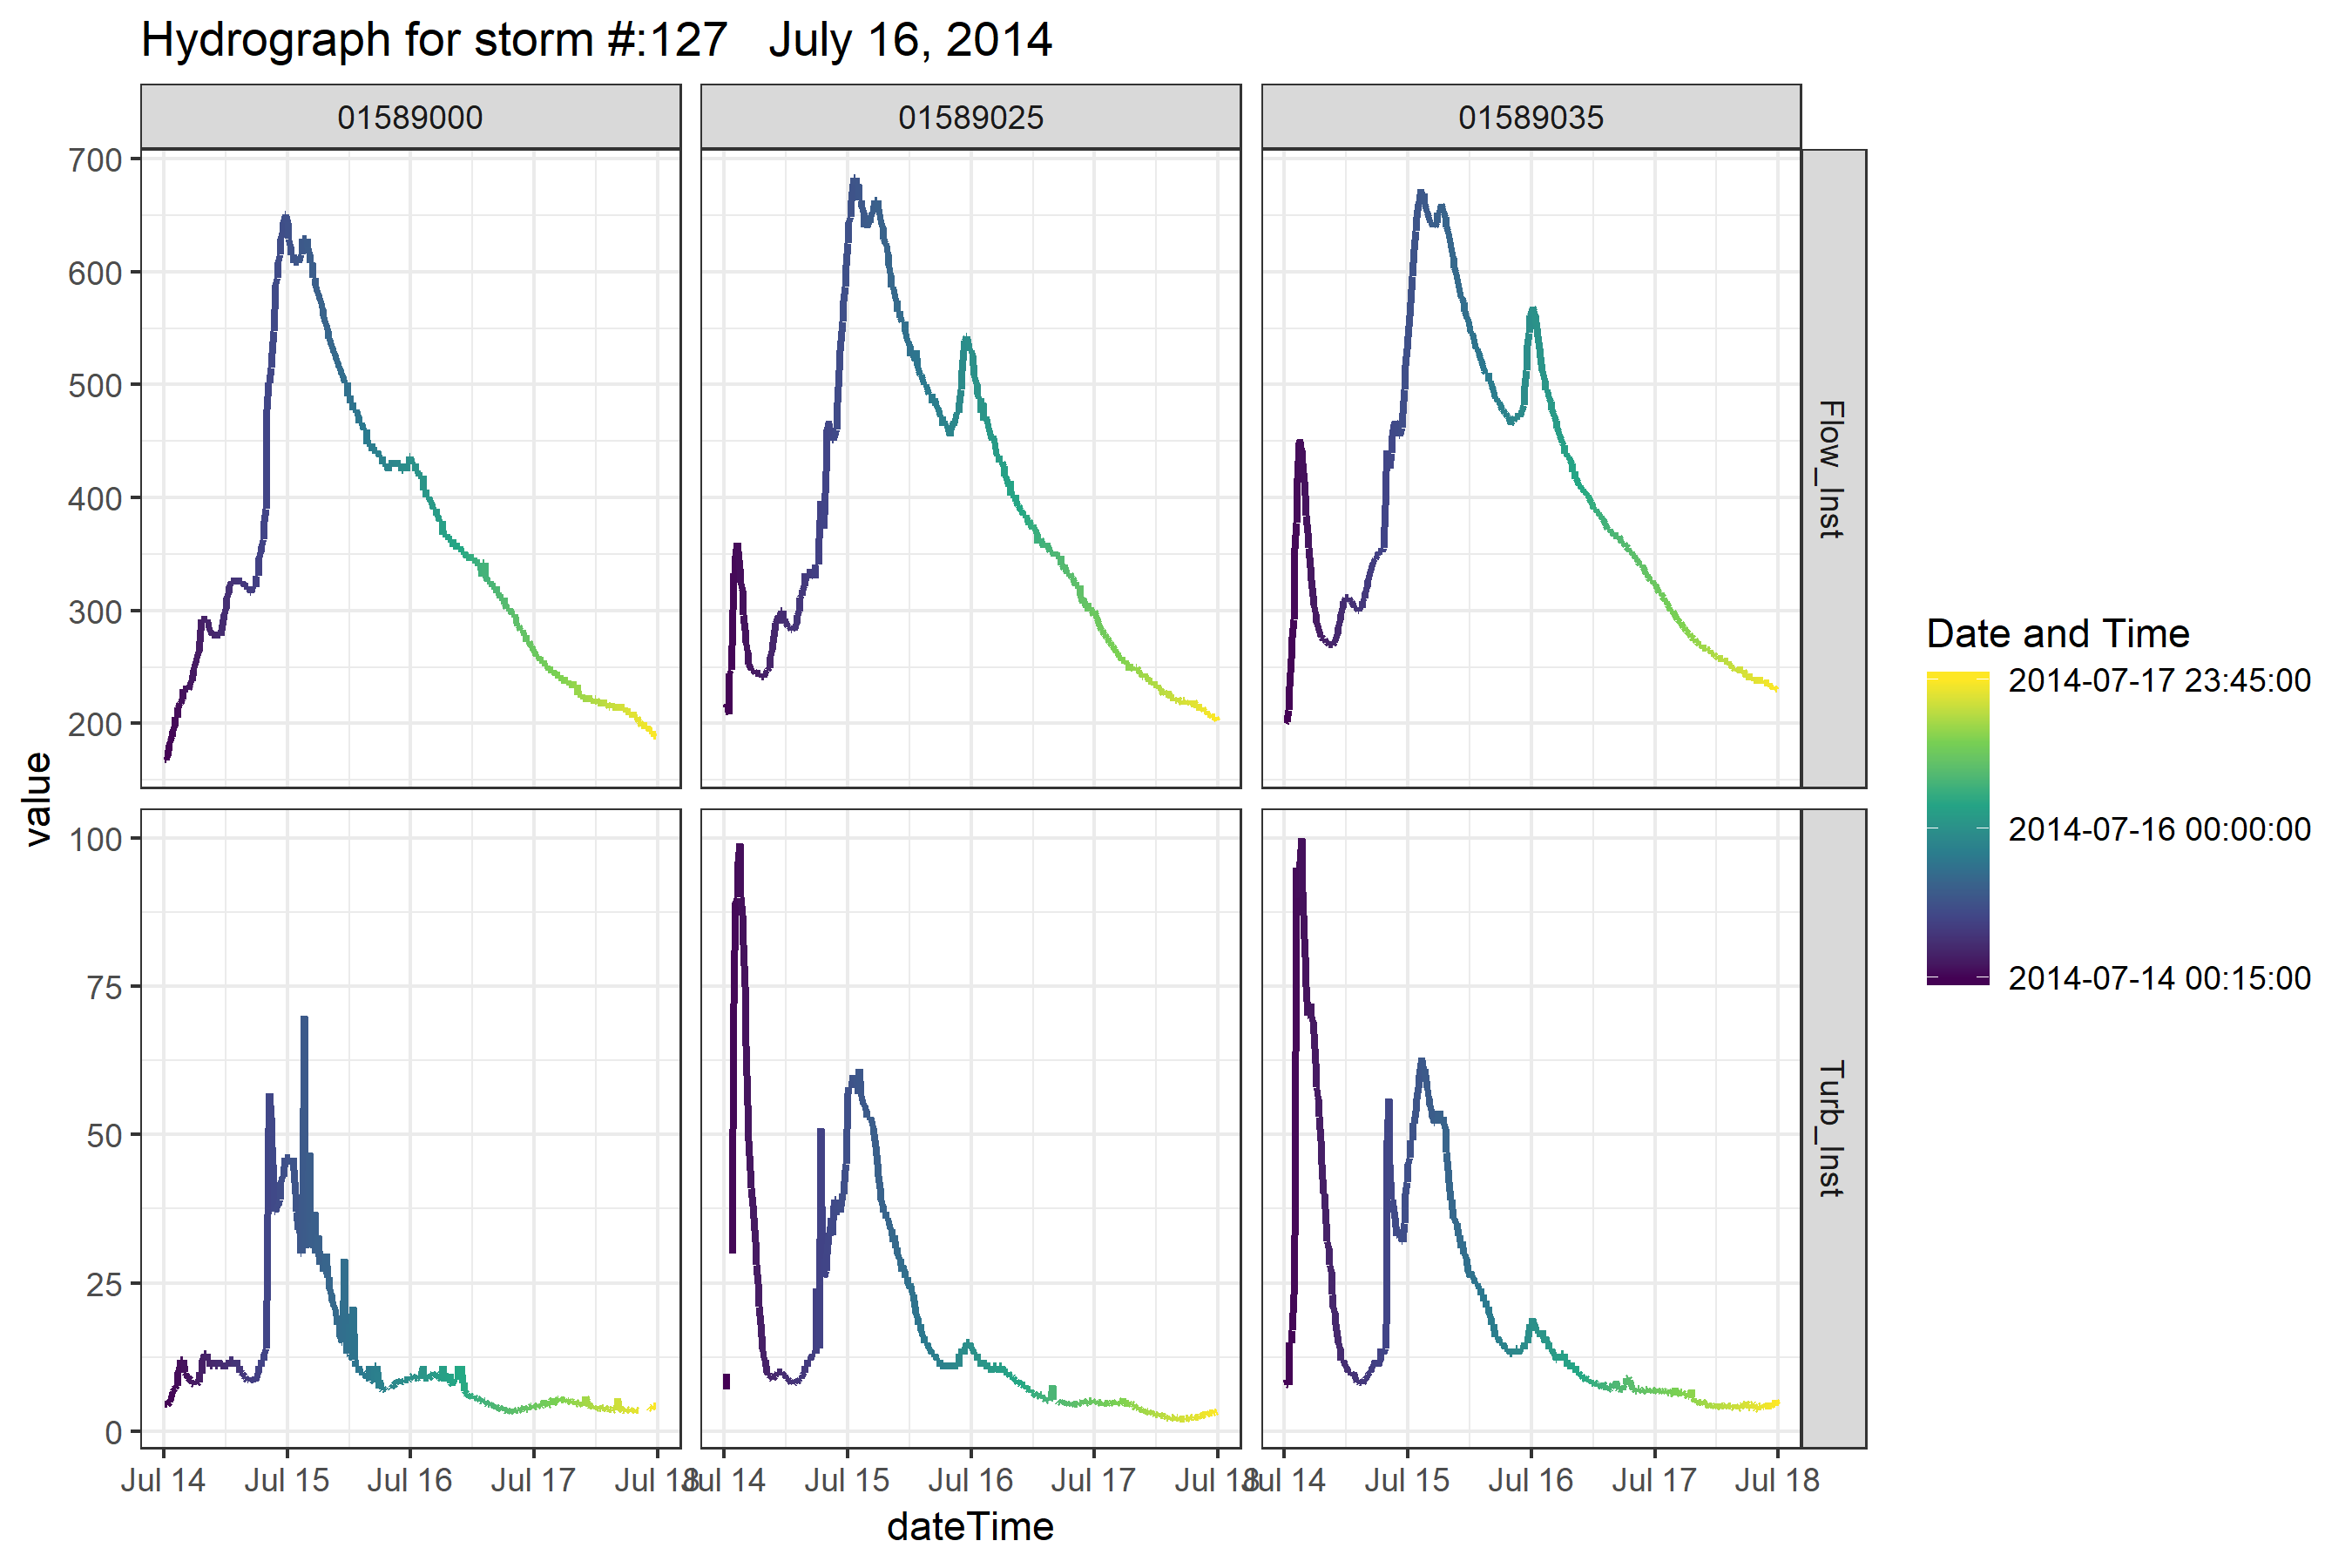 Hydrograph for storm #:127   July 16, 2014
01589000
01589025
01589035
700
600
500
400
300
200
Flow_Inst
value
100
75
50
25
0
Turb_Inst
Jul 14
Jul 15
Jul 16
Jul 17
Jul 18
Jul 14
Jul 15
Jul 16
Jul 17
Jul 18
Jul 14
Jul 15
Jul 16
Jul 17
Jul 18
dateTime
Date and Time
2014-07-17 23:45:00
2014-07-16 00:00:00
2014-07-14 00:15:00